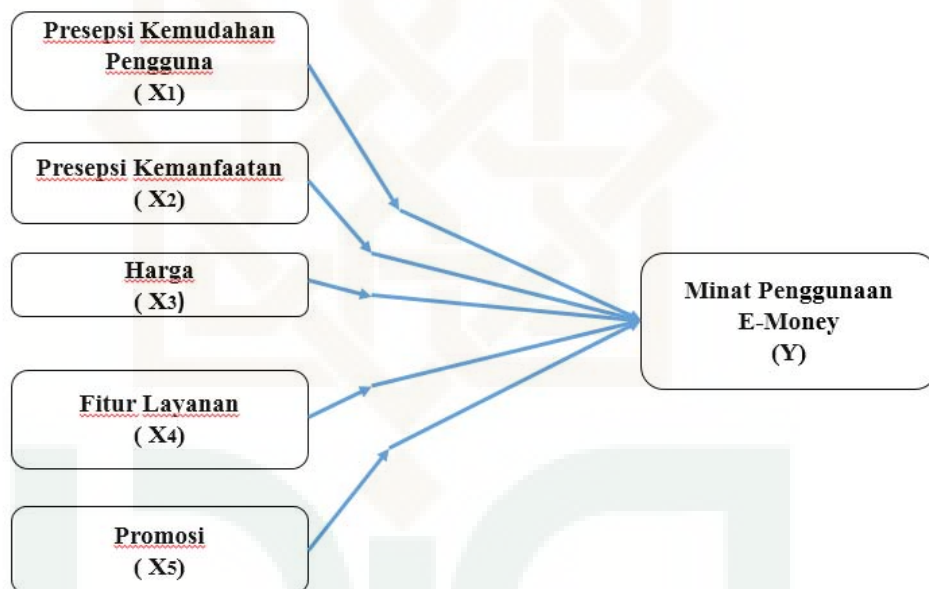 Presepsi Kemudahan
Pengguna
( X1)
Presepsi Kemanfaatan
( X2)
Harga
( X3)
Fitur Layanan
( X4)
Promosi
( X5)
Minat Penggunaan
E-Money
(Y)